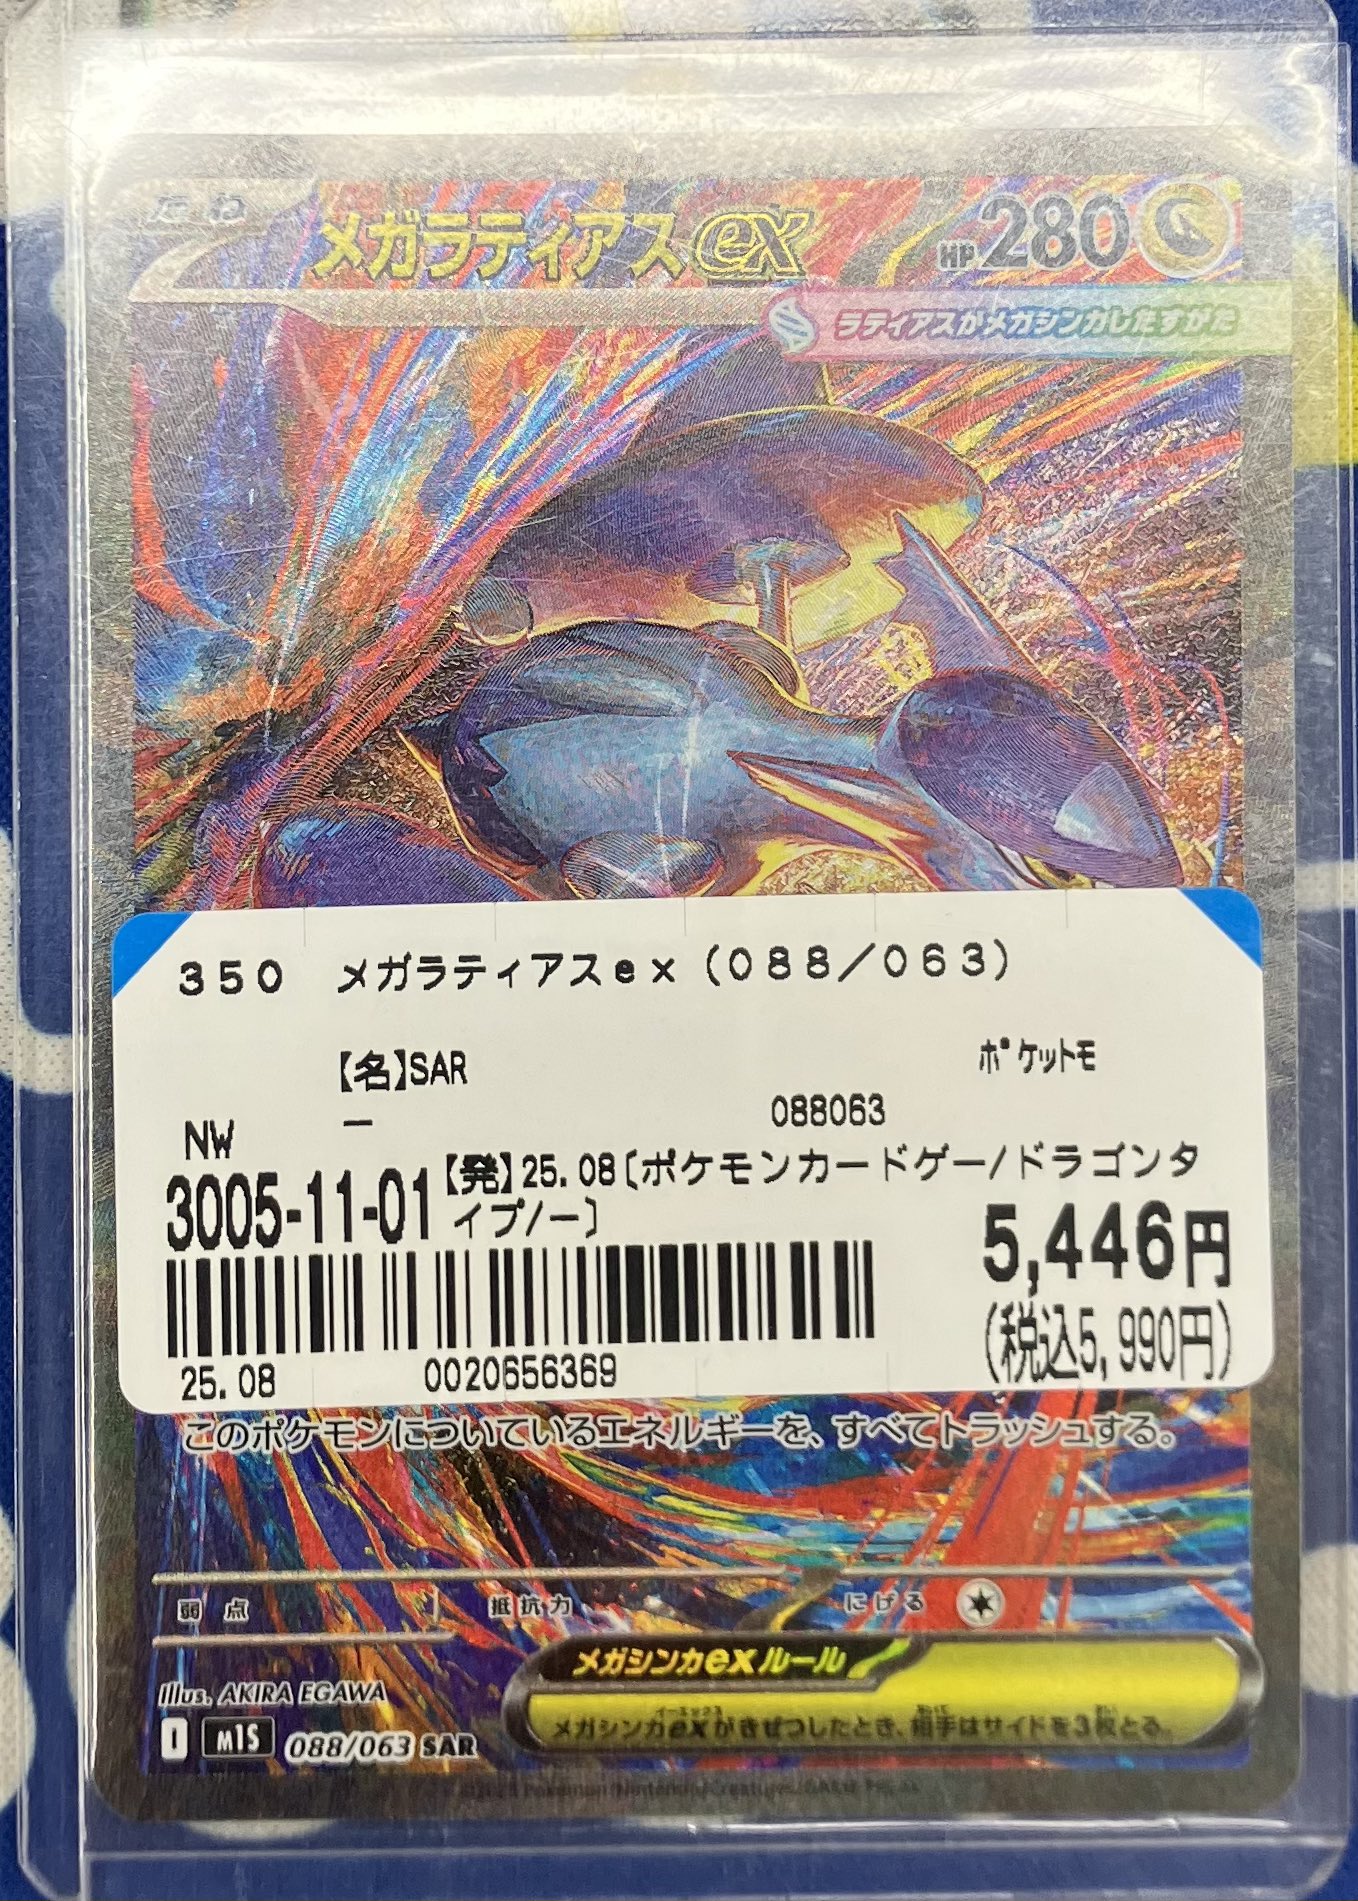 たね
メガラティアスex
HP280
ラティアスがメガシンカしたすがた
350 メガラティアスex(088/063)
【名】SAR
ポケットモ
—
088063
NW
3005-11-01
【発】25.08〔ポケモンカードゲー/ドラゴンタ
イプ/ー〕
5,446円
(税込5,990円)
25.08
0020656369
このポケモンについているエネルギーを、すべてトラッシュする。
弱点
抵抗力
にげる
メガシンカexルール
イーエックス
メガシンカexがきぜつしたとき、相手はサイドを3枚とる。
Illus. AKIRA EGAWA
I M1S 088/063 SAR